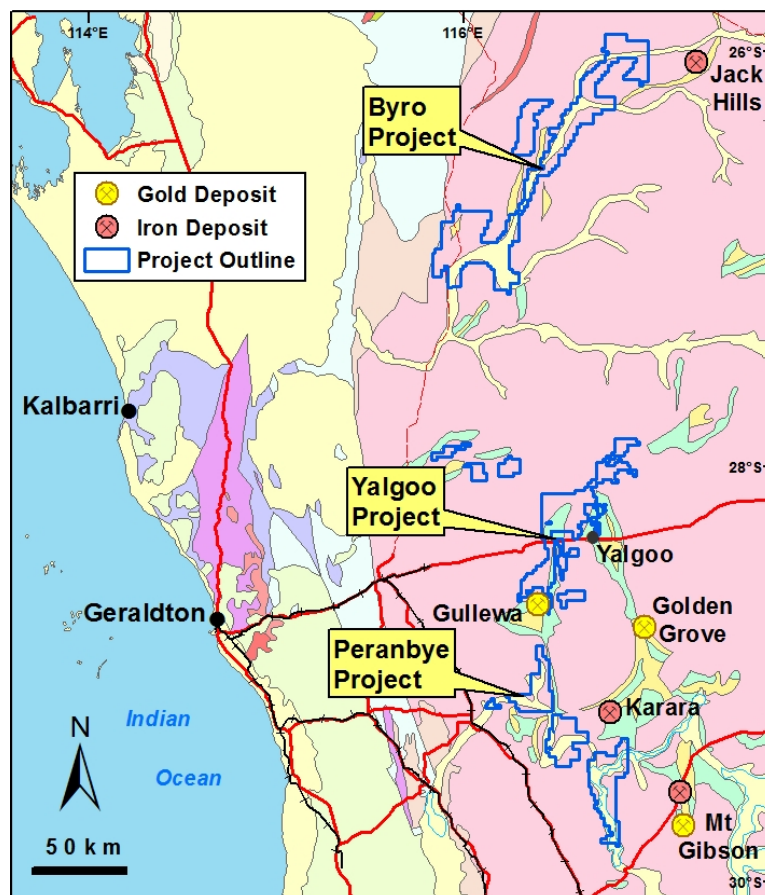 114°E
116°E
26°S
Jack
Hills
Byro
Project
Gold Deposit
Iron Deposit
Project Outline
Kalbarri
28°S
Yalgoo
Project
Yalgoo
Gullewa
Golden
Grove
Geraldton
Peranbye
Project
Karara
N
Indian
Ocean
Mt
Gibson
50 km
30°S